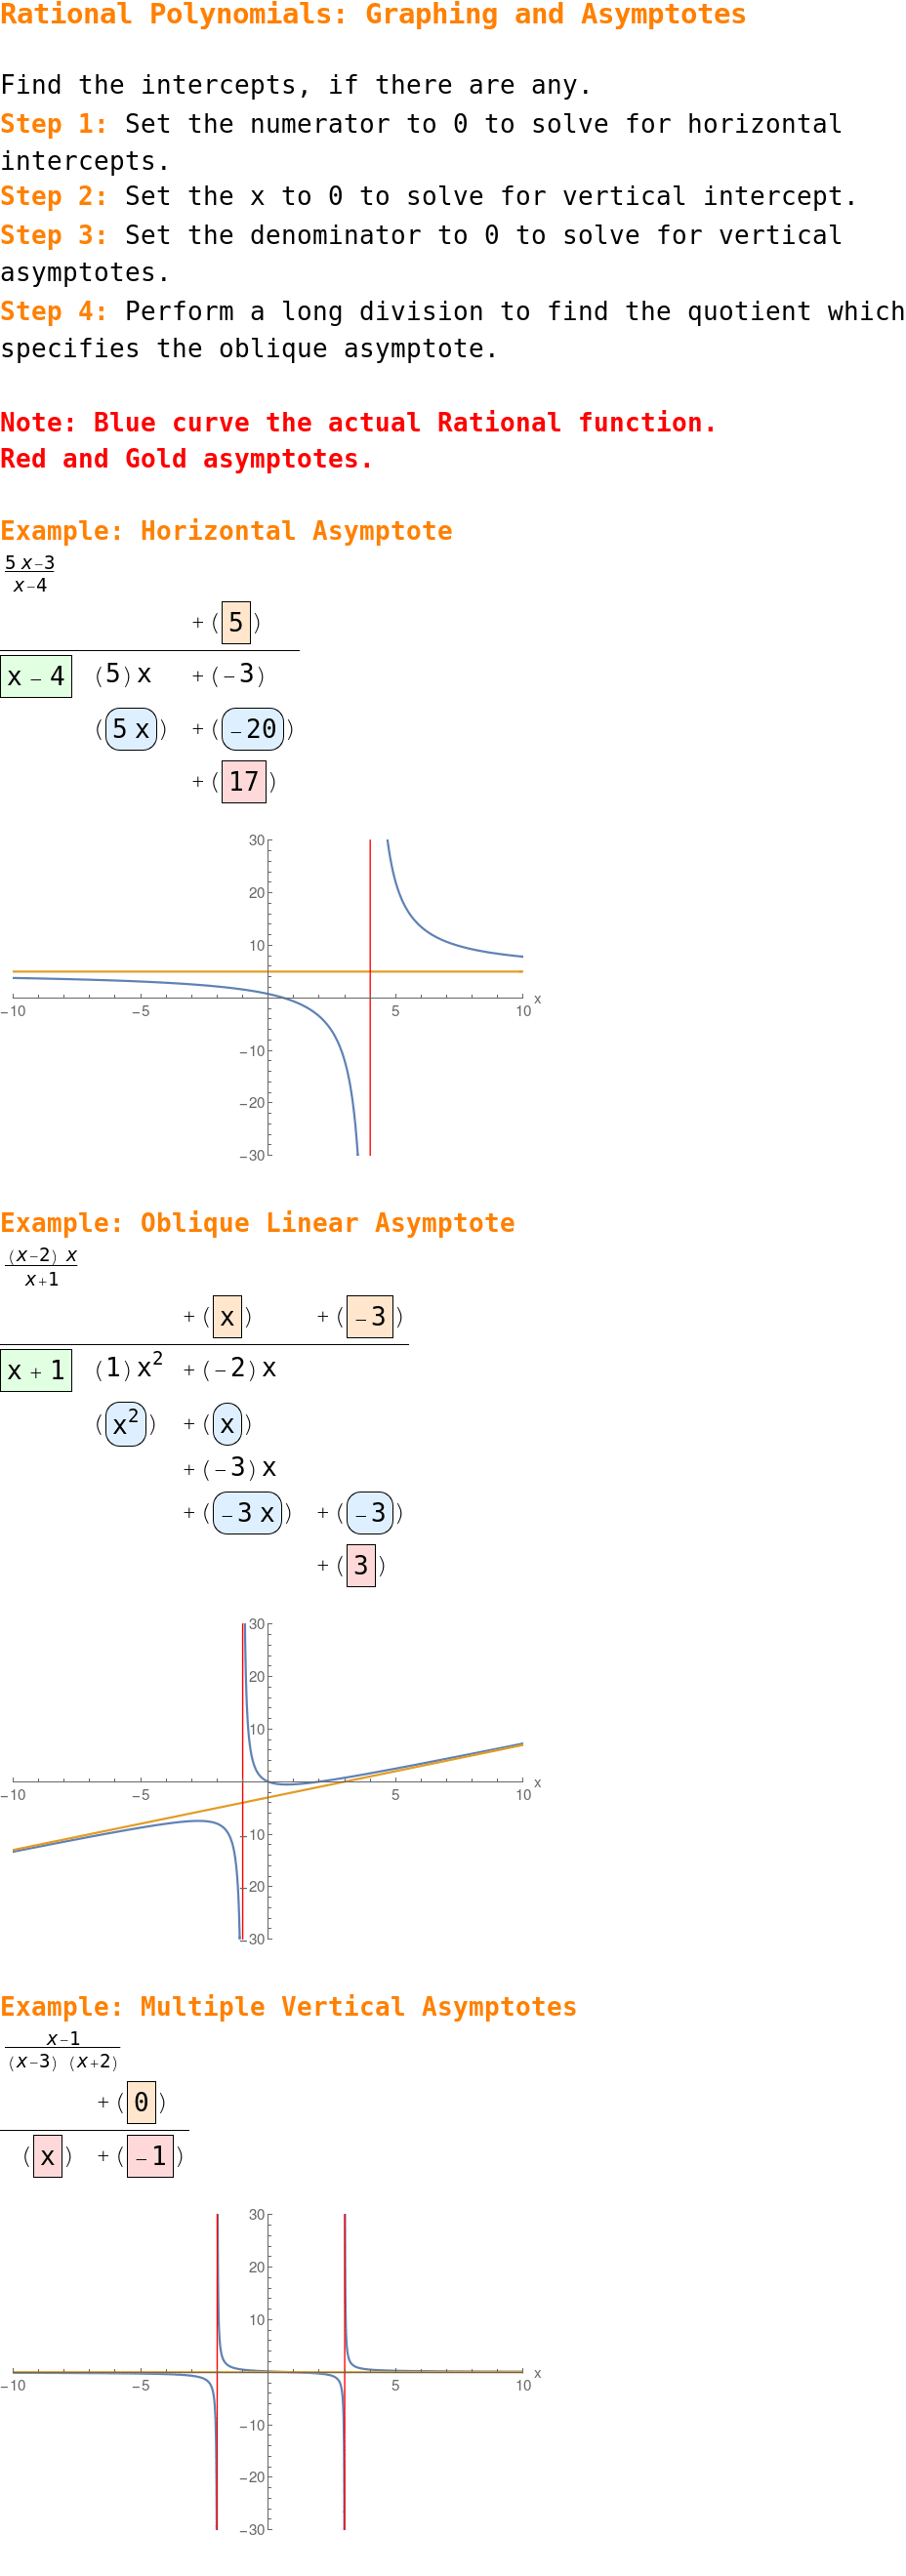 Rational Polynomials: Graphing and Asymptotes
Find the intercepts, if there are any.
Step 1: Set the numerator to 0 to solve for horizontal
intercepts.
Step 2: Set the x to 0 to solve for vertical intercept.
Step 3: Set the denominator to 0 to solve for vertical
asymptotes.
Step 4: Perform a long division to find the quotient which
specifies the oblique asymptote.
Note: Blue curve the actual Rational function.
Red and Gold asymptotes.
Example: Horizontal Asymptote
5 x−3
x−4
+ ( 5 )
x − 4 (5) x + (−3)
(5 x) + (−20)
+ (17)
30
20
10
−10 −5 5 10 x
−10
−20
−30
Example: Oblique Linear Asymptote
(x−2) x
x+1
+ (x) + (−3)
x + 1 (1) x² + (−2) x
(x²) + (x)
+ (−3) x
+ (−3 x) + (−3)
+ (3)
30
20
10
−10 −5 5 10 x
−10
−20
−30
Example: Multiple Vertical Asymptotes
x−1
(x−3) (x+2)
+ (0)
(x) + (−1)
30
20
10
−10 −5 5 10 x
−10
−20
−30